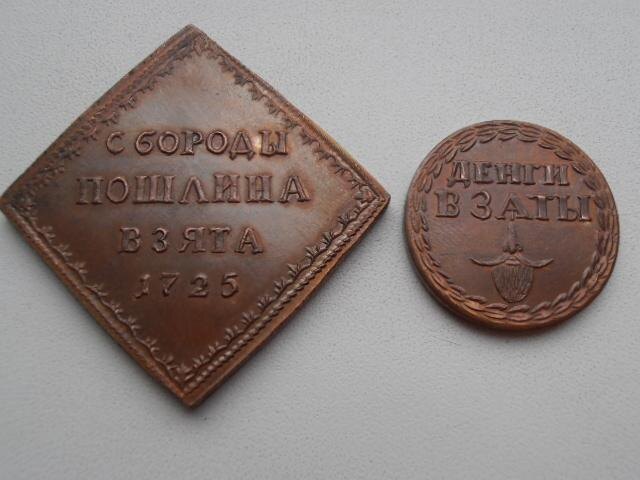 С БОРОДЫ
ПОШЛИНА
ВЗЯТА
1725
ДЕНГИ
ВЗАТЫ